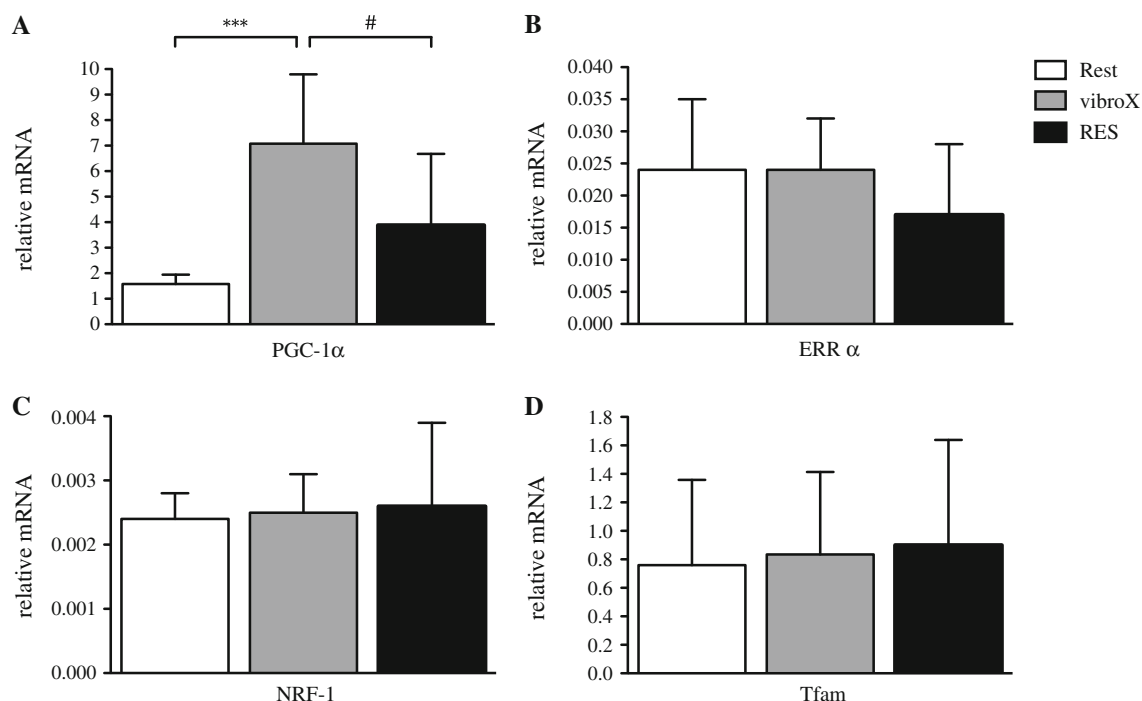 A
***
#
10
9
8
7
6
5
4
3
2
1
0
relative mRNA
PGC-1α
B
0.040
0.035
0.030
0.025
0.020
0.015
0.010
0.005
0.000
relative mRNA
ERR α
Rest
vibroX
RES
C
0.004
0.003
0.002
0.001
0.000
relative mRNA
NRF-1
D
1.8
1.6
1.4
1.2
1.0
0.8
0.6
0.4
0.2
0.0
relative mRNA
Tfam